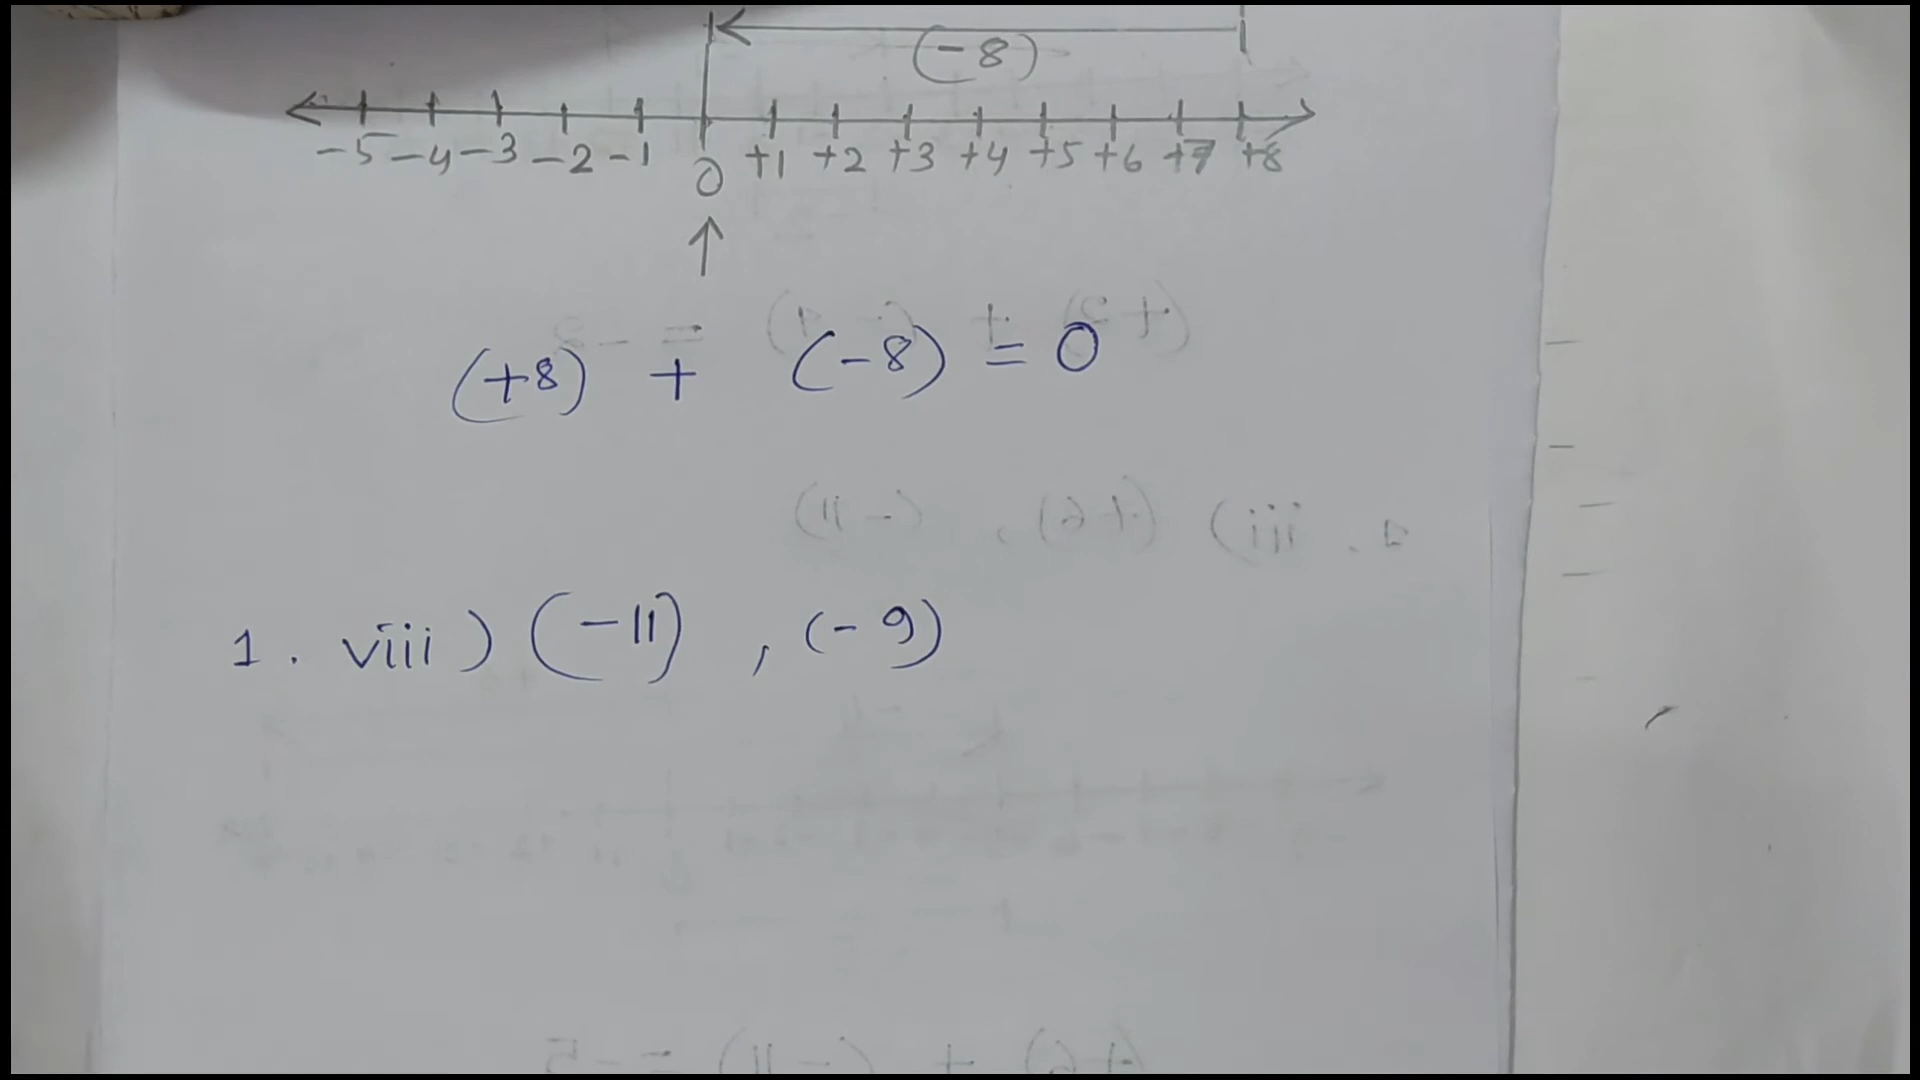 (-8)
-5 -4 -3 -2 -1 0 +1 +2 +3 +4 +5 +6 +7 +8
(+8) + (-8) = 0
1. viii) (-11), (-9)